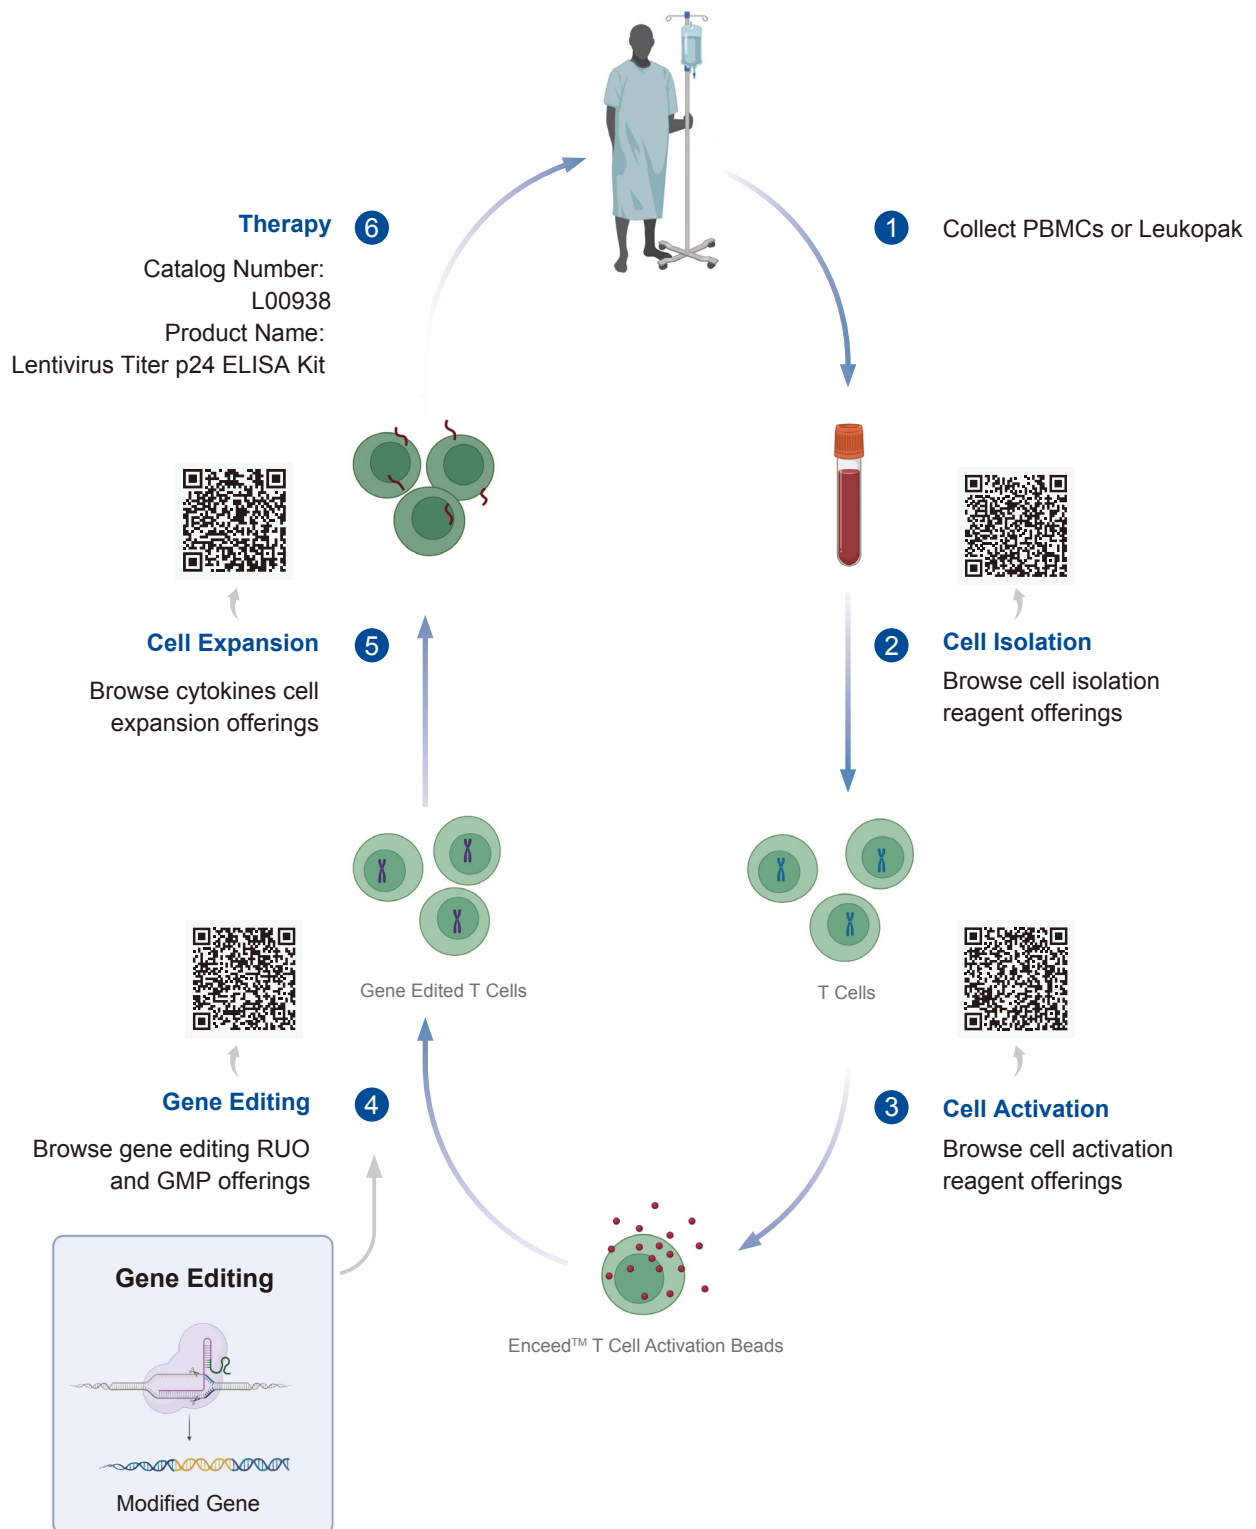 1
Collect PBMCs or Leukopak
2
Cell Isolation
Browse cell isolation
reagent offerings
T Cells
3
Cell Activation
Browse cell activation
reagent offerings
Enceed™ T Cell Activation Beads
4
Gene Editing
Browse gene editing RUO
and GMP offerings
Gene Editing
Modified Gene
Gene Edited T Cells
5
Cell Expansion
Browse cytokines cell
expansion offerings
6
Therapy
Catalog Number:
L00938
Product Name:
Lentivirus Titer p24 ELISA Kit